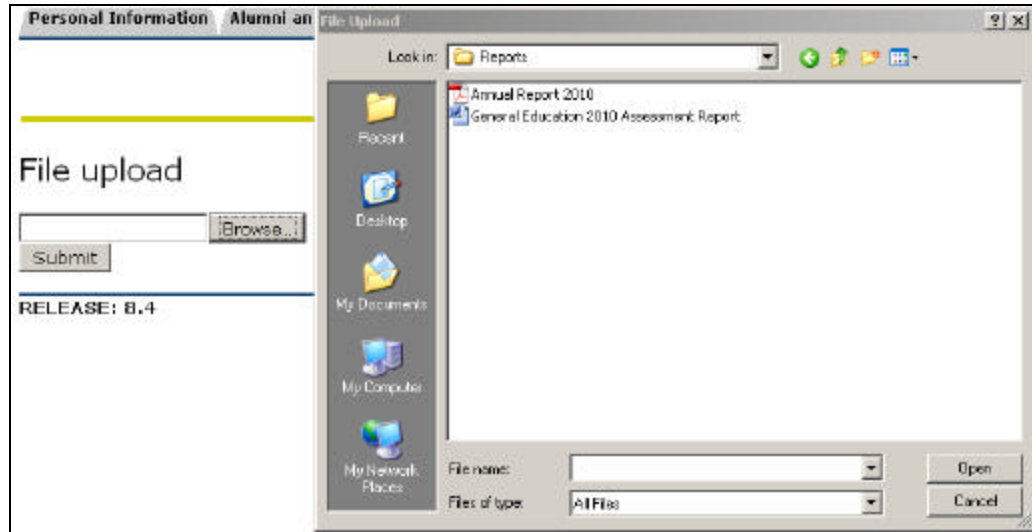 Personal Information Alumni an
File upload
Browse...
Submit
RELEASE: 8.4
File Upload
Look in: Reports
Annual Report 2010
General Education 2010 Assessment Report
Recent
Desktop
My Documents
My Computer
My Network
Places
File name: Open
Files of type: All Files Cancel